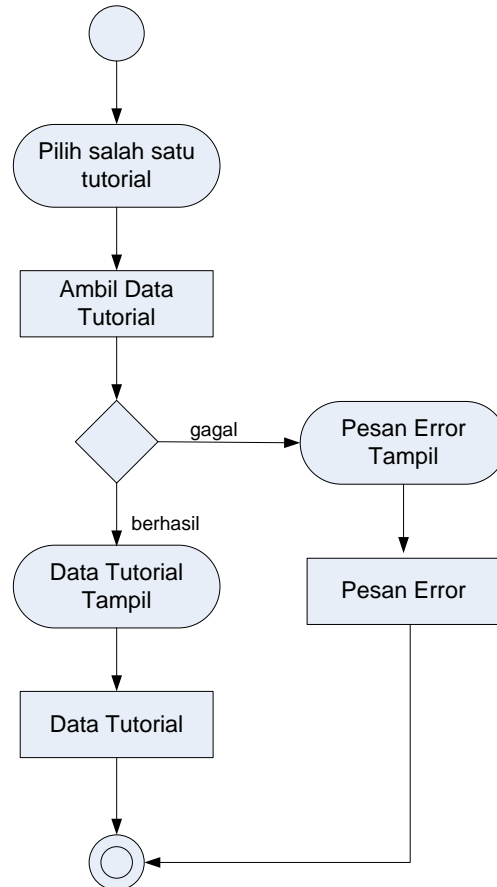 Pilih salah satu
tutorial
Ambil Data
Tutorial
gagal
Pesan Error
Tampil
berhasil
Data Tutorial
Tampil
Pesan Error
Data Tutorial